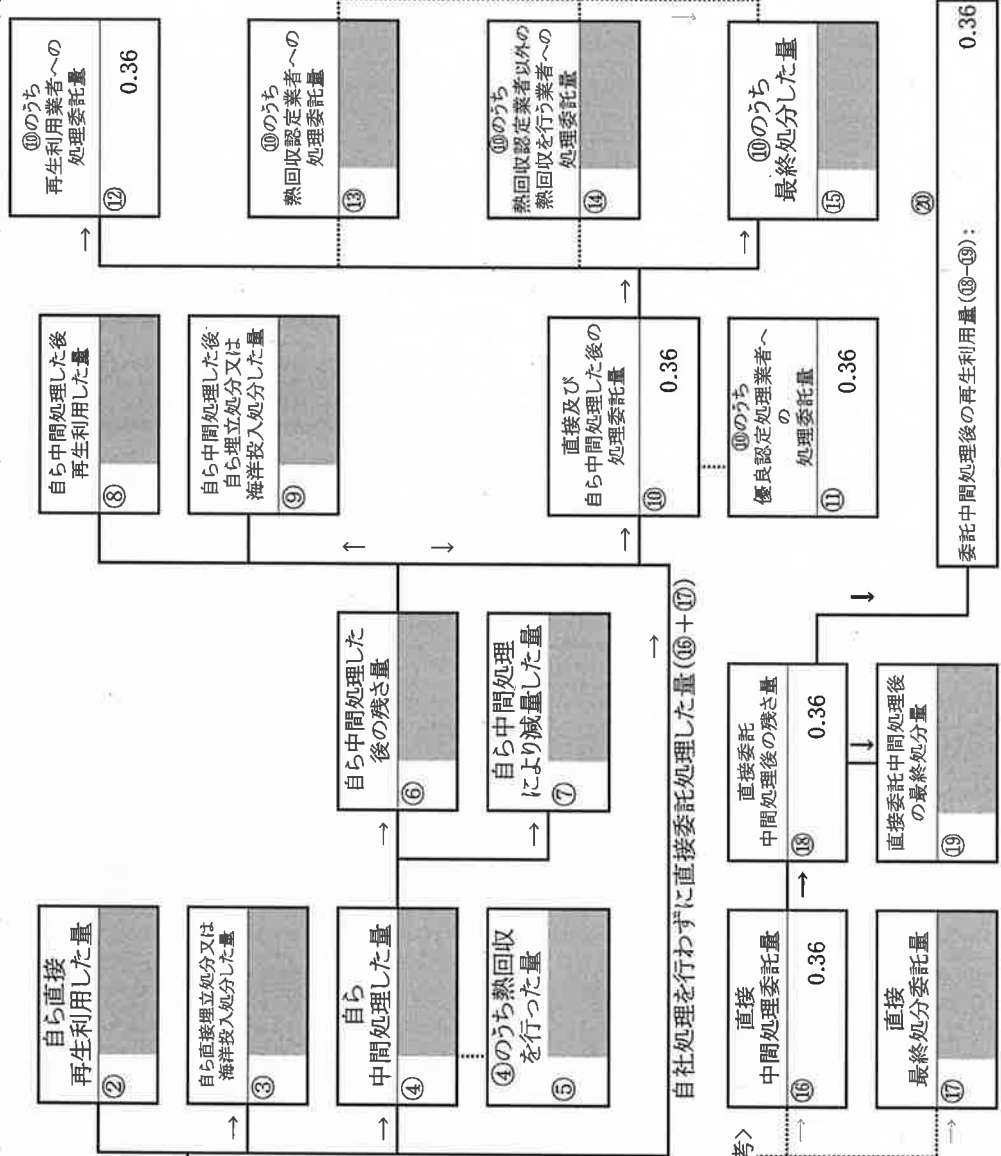 自ら直接
再生利用した量
②
自ら直接埋立処分又は
海洋投入処分した量
→
③
自ら
中間処理した量
→
④
④のうち熱回収
を行った量
⑤
自ら中間処理した
後の残さ量
→
⑥
自ら中間処理
により減量した量
→
⑦
自ら中間処理した後
再生利用した量
⑧
自ら中間処理した後
自ら埋立処分又は
海洋投入処分した量
⑨
直接及び
自ら中間処理した後の
処理委託量
→
⑩
0.36
⑩のうち
優良認定処理業者へ
の
処理委託量
⑪
0.36
⑩のうち
再生利用業者への
処理委託量
→
⑫
0.36
⑩のうち
熱回収認定業者への
処理委託量
⑬
⑩のうち
熱回収認定業者以外の
熱回収を行う業者への
処理委託量
⑭
⑩のうち
最終処分した量
→
⑮
自社処理を行わずに直接委託処理した量(⑯+⑰)
考>
直接
中間処理委託量
→
⑯
0.36
直接
最終処分委託量
→
⑰
直接委託
中間処理後の残さ量
→
⑱
0.36
直接委託中間処理後
の最終処分量
⑲
⑳
委託中間処理後の再生利用量(⑱-⑲):
0.36